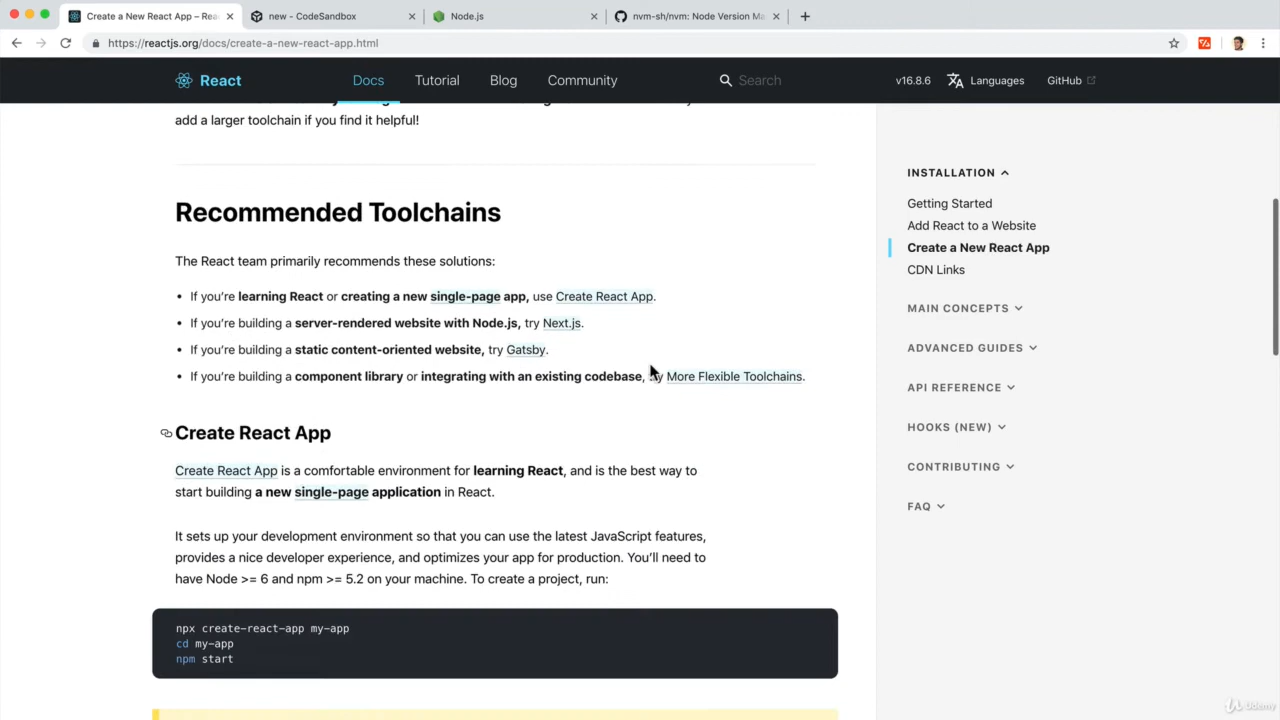 Create a New React App – Rea
new - CodeSandbox
Node.js
nvm-sh/nvm: Node Version Ma
https://reactjs.org/docs/create-a-new-react-app.html
React
Docs
Tutorial
Blog
Community
Search
v16.8.6
Languages
GitHub
add a larger toolchain if you find it helpful!
Recommended Toolchains
The React team primarily recommends these solutions:
• If you're learning React or creating a new single-page app, use Create React App.
• If you're building a server-rendered website with Node.js, try Next.js.
• If you're building a static content-oriented website, try Gatsby.
• If you're building a component library or integrating with an existing codebase, try More Flexible Toolchains.
Create React App
Create React App is a comfortable environment for learning React, and is the best way to
start building a new single-page application in React.
It sets up your development environment so that you can use the latest JavaScript features,
provides a nice developer experience, and optimizes your app for production. You'll need to
have Node >= 6 and npm >= 5.2 on your machine. To create a project, run:
npx create-react-app my-app
cd my-app
npm start
INSTALLATION
Getting Started
Add React to a Website
Create a New React App
CDN Links
MAIN CONCEPTS
ADVANCED GUIDES
API REFERENCE
HOOKS (NEW)
CONTRIBUTING
FAQ
Udemy